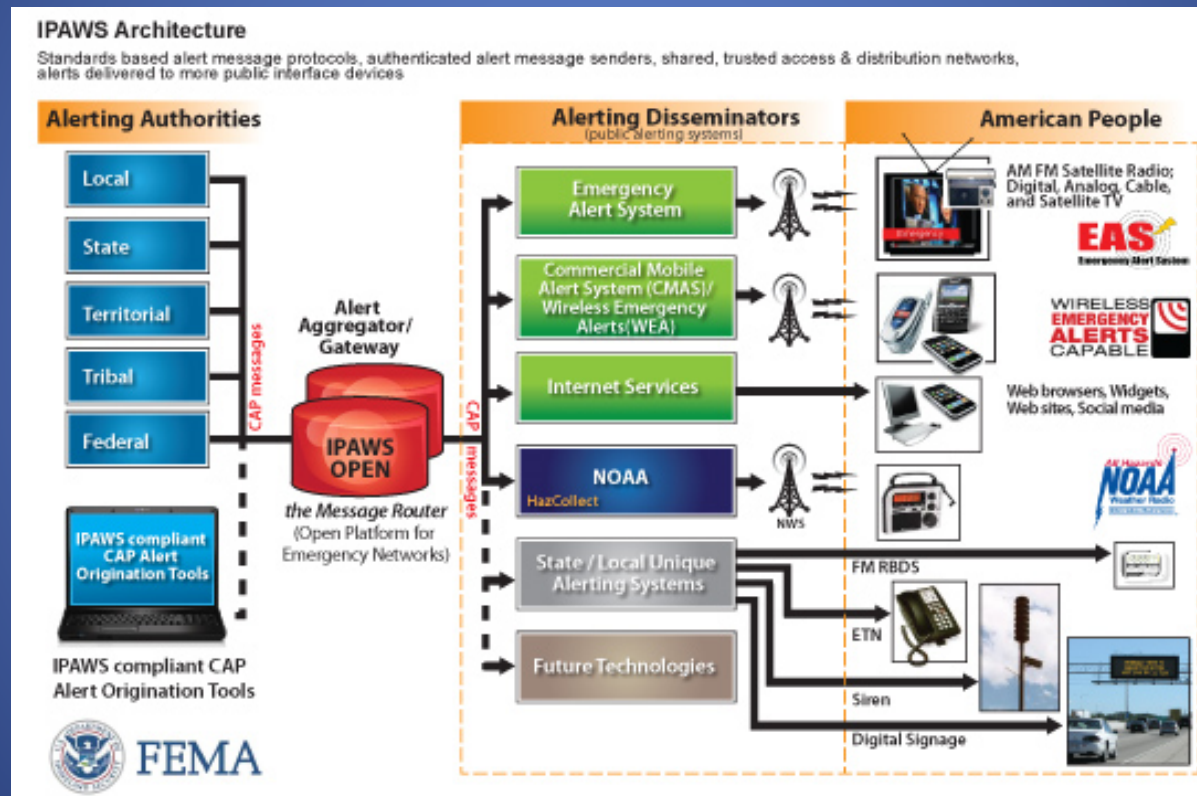 IPAWS Architecture
Standards based alert message protocols, authenticated alert message senders, shared, trusted access & distribution networks,
alerts delivered to more public interface devices
Alerting Authorities
Local
State
Territorial
Tribal
Federal
CAP messages
IPAWS compliant
CAP Alert
Origination Tools
IPAWS compliant CAP
Alert Origination Tools
FEMA
Alert
Aggregator/
Gateway
IPAWS
OPEN
the Message Router
(Open Platform for
Emergency Networks)
CAP messages
Alerting Disseminators
(public alerting systems)
Emergency
Alert System
Commercial Mobile
Alert System (CMAS)/
Wireless Emergency
Alerts(WEA)
Internet Services
NOAA
HazCollect
NWS
State / Local Unique
Alerting Systems
Future Technologies
FM RBDS
ETN
Siren
Digital Signage
American People
Emergency
AM FM Satellite Radio;
Digital, Analog, Cable,
and Satellite TV
EAS
Emergency Alert System
WIRELESS
EMERGENCY
ALERTS
CAPABLE
Web browsers, Widgets,
Web sites, Social media
All Hazards
NOAA
Weather Radio